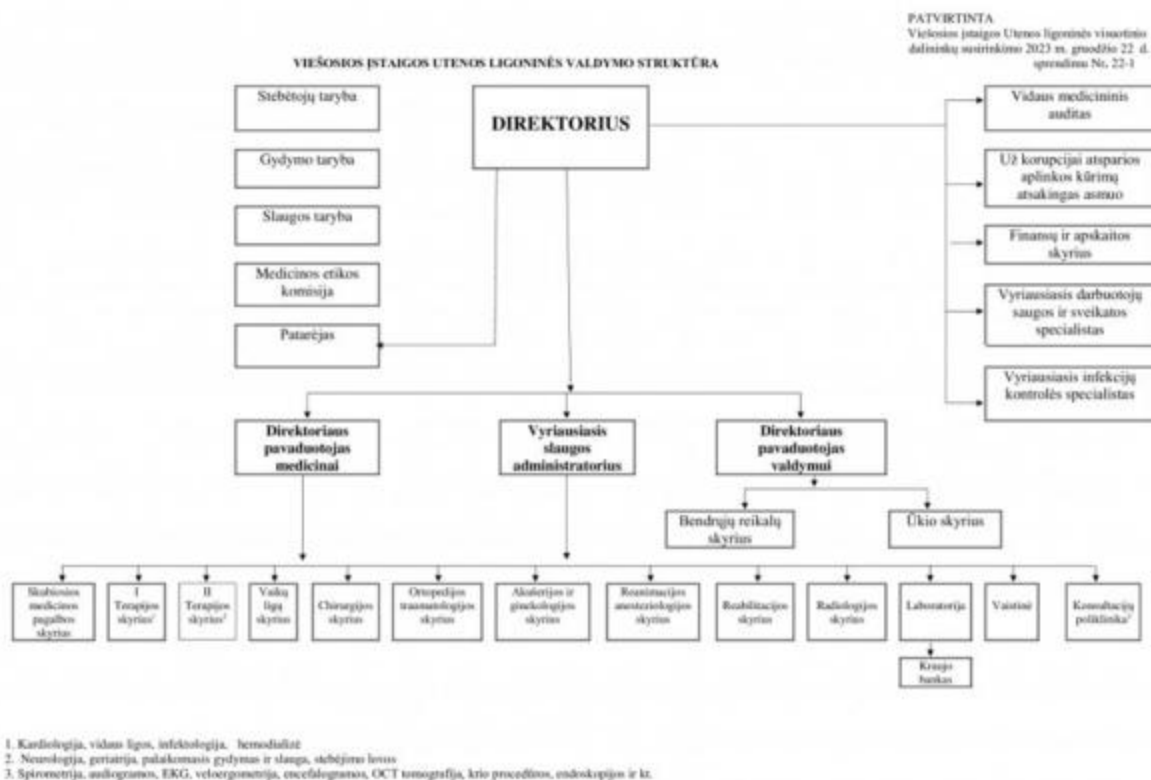 PATVIRTINTA
Viešosios įstaigos Utenos ligoninės visuotinio
dalininkų susirinkimo 2023 m. gruodžio 22 d.
sprendimu Nr. 22-1
VIEŠOSIOS ĮSTAIGOS UTENOS LIGONINĖS VALDYMO STRUKTŪRA
Stebėtojų taryba
Gydymo taryba
Slaugos taryba
Medicinos etikos
komisija
Patarėjas
DIREKTORIUS
Vidaus medicininis
auditas
Už korupcijai atsparios
aplinkos kūrimą
atsakingas asmuo
Finansų ir apskaitos
skyrius
Vyriausiasis darbuotojų
saugos ir sveikatos
specialistas
Vyriausiasis infekcijų
kontrolės specialistas
Direktoriaus
pavaduotojas
medicinai
Vyriausiasis
slaugos
administratorius
Direktoriaus
pavaduotojas
valdymui
Bendrųjų reikalų
skyrius
Ūkio skyrius
Skubiosios
medicinos
pagalbos
skyrius
I
Terapijos
skyrius¹
II
Terapijos
skyrius²
Vaikų
ligų
skyrius
Chirurgijos
skyrius
Ortopedijos
traumatologijos
skyrius
Akušerijos ir
ginekologijos
skyrius
Reanimacijos
anesteziologijos
skyrius
Reabilitacijos
skyrius
Radiologijos
skyrius
Laboratorija
Vaistinė
Konsultacijų
poliklinika³
Kraujo
bankas
1. Kardiologija, vidaus ligos, infektologija, hemodializė
2. Neurologija, geriatrija, palaikomasis gydymas ir slauga, stebėjimo lovos
3. Spirometrija, audiogramos, EKG, veloergometrija, encefalogramos, OCT tomografija, krio procedūros, endoskopijos ir kt.